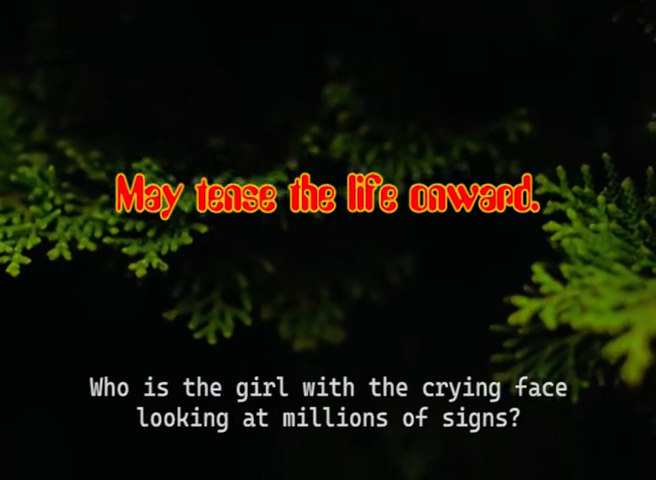 May tense the life onward.
Who is the girl with the crying face
looking at millions of signs?